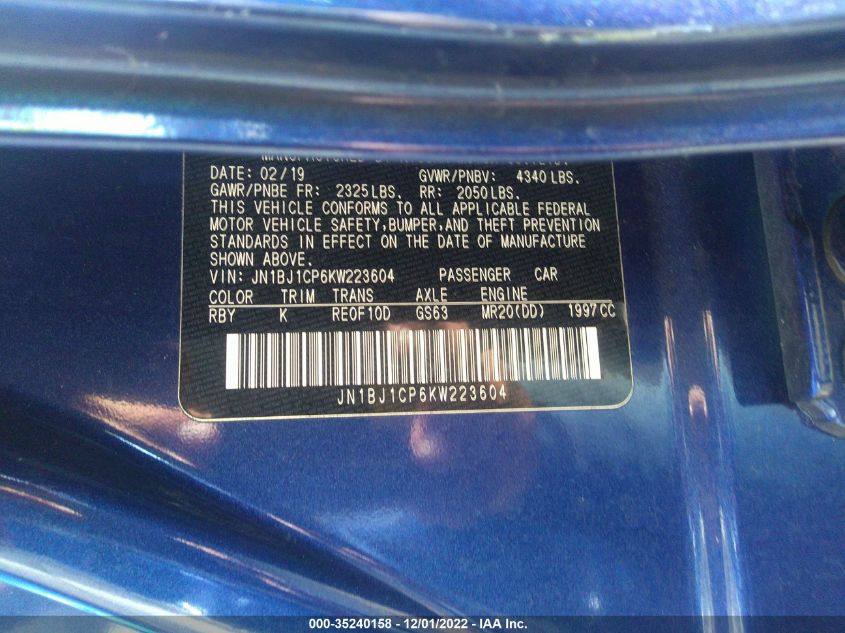 DATE: 02/19 GVWR/PNBV: 4340 LBS.
GAWR/PNBE FR: 2325 LBS. RR: 2050 LBS.
THIS VEHICLE CONFORMS TO ALL APPLICABLE FEDERAL
MOTOR VEHICLE SAFETY, BUMPER, AND THEFT PREVENTION
STANDARDS IN EFFECT ON THE DATE OF MANUFACTURE
SHOWN ABOVE.
VIN: JN1BJ1CP6KW223604 PASSENGER CAR
COLOR TRIM TRANS AXLE ENGINE
RBY K RE0F10D GS63 MR20(DD) 1997CC
JN1BJ1CP6KW223604
000-35240158 - 12/01/2022 - IAA Inc.